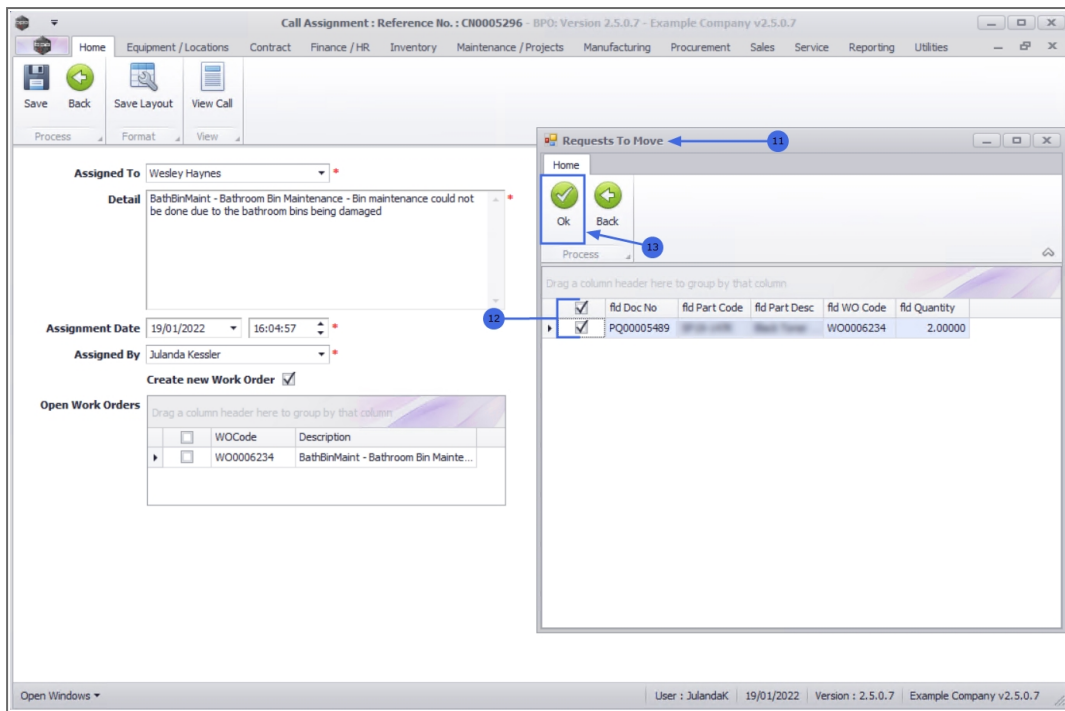 Call Assignment : Reference No. : CN0005296 - BPO: Version 2.5.0.7 - Example Company v2.5.0.7
Home Equipment / Locations Contract Finance / HR Inventory Maintenance / Projects Manufacturing Procurement Sales Service Reporting Utilities
Save Back Save Layout View Call
Process Format View
Assigned To Wesley Haynes *
Detail BathBinMaint - Bathroom Bin Maintenance - Bin maintenance could not *
be done due to the bathroom bins being damaged
Assignment Date 19/01/2022 16:04:57 *
Assigned By Julanda Kessler *
Create new Work Order
Open Work Orders
Drag a column header here to group by that column
WOCode Description
WO0006234 BathBinMaint - Bathroom Bin Mainte...
Requests To Move 11
Home
Ok Back
13
Process
Drag a column header here to group by that column
12
fld Doc No fld Part Code fld Part Desc fld WO Code fld Quantity
PQ00005489 WO0006234 2.00000
Open Windows User : JulandaK 19/01/2022 Version : 2.5.0.7 Example Company v2.5.0.7